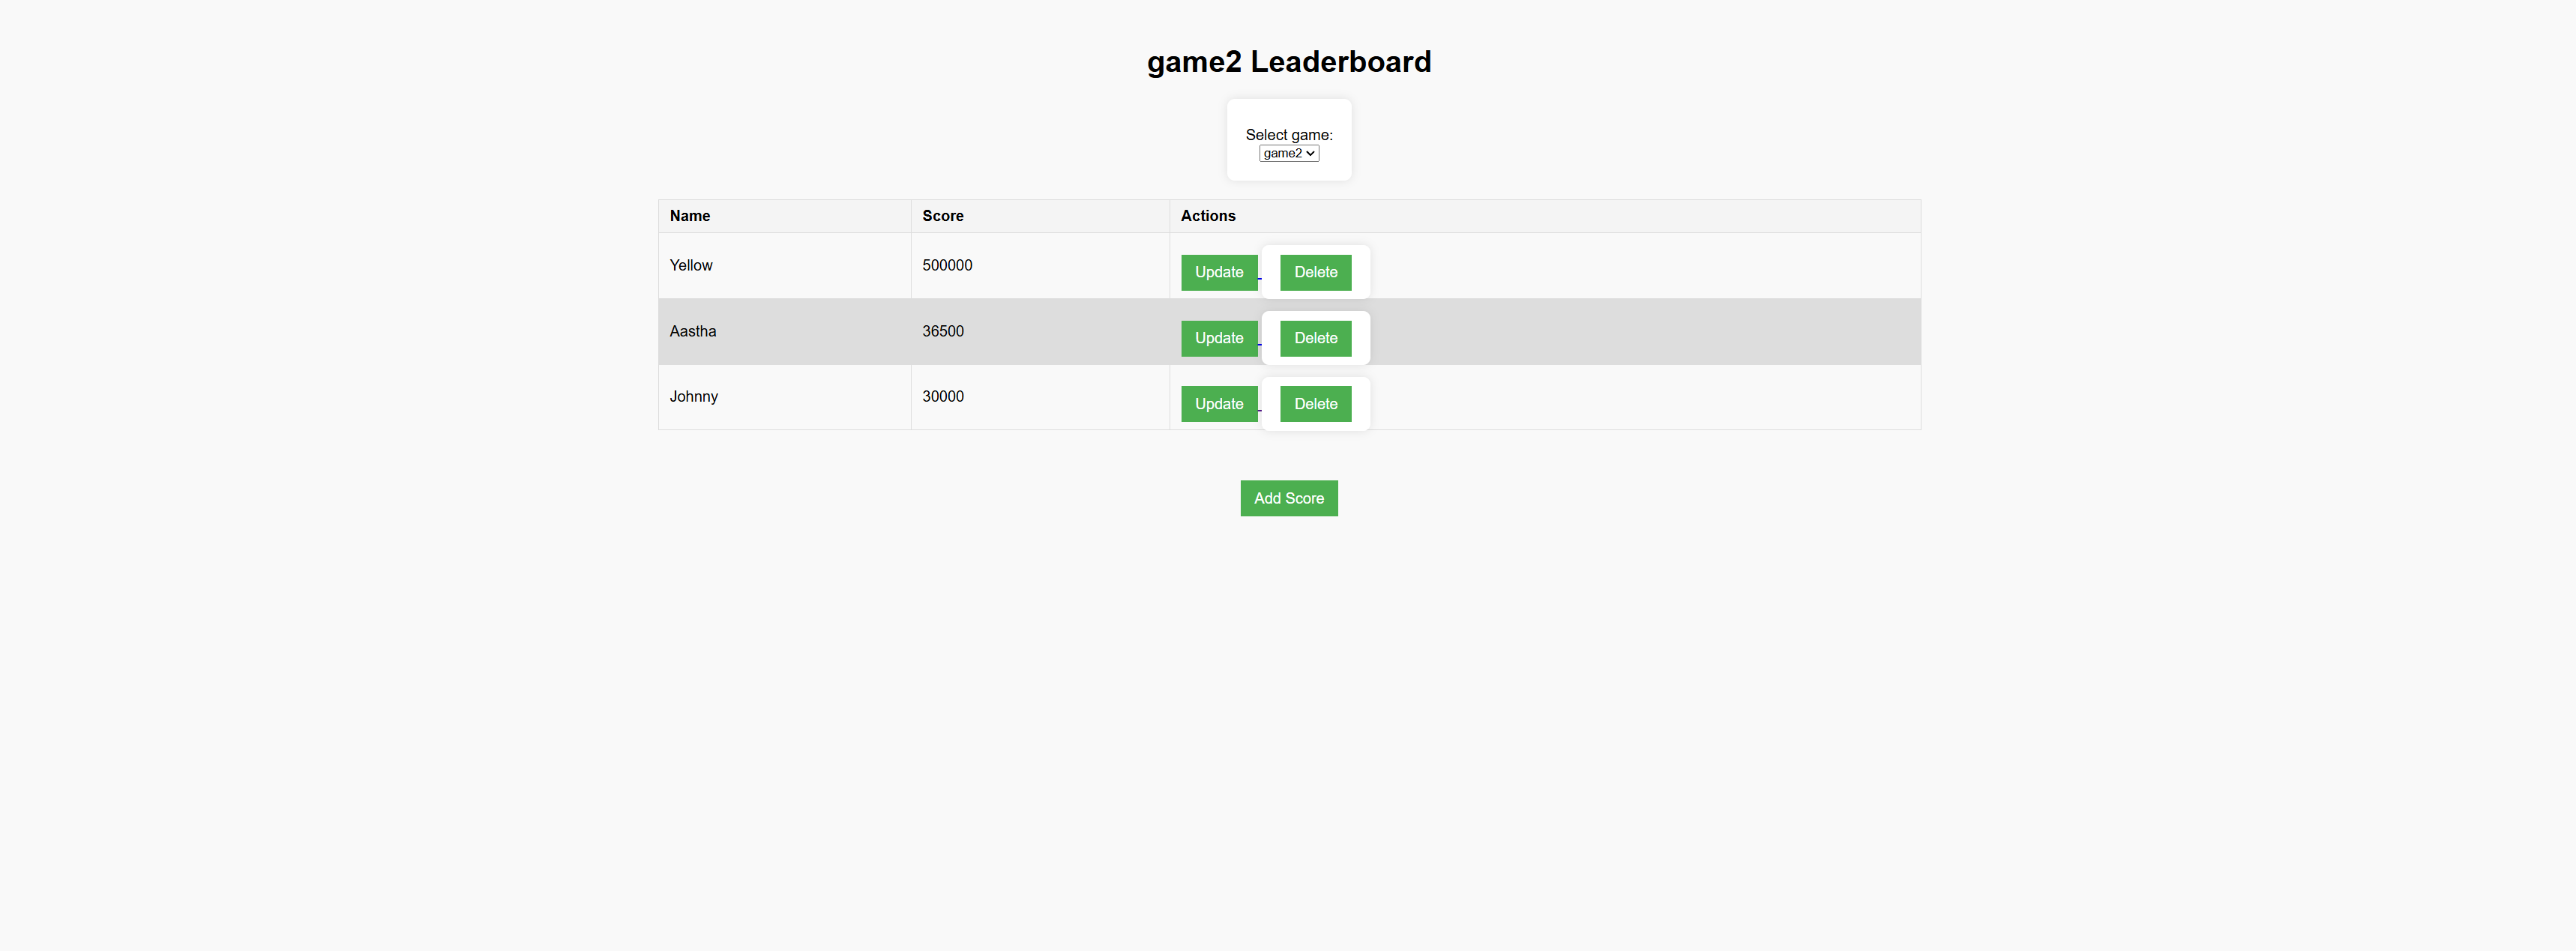 game2 Leaderboard
Select game:
game2
Name Score Actions
Yellow 500000 Update Delete
Aastha 36500 Update Delete
Johnny 30000 Update Delete
Add Score